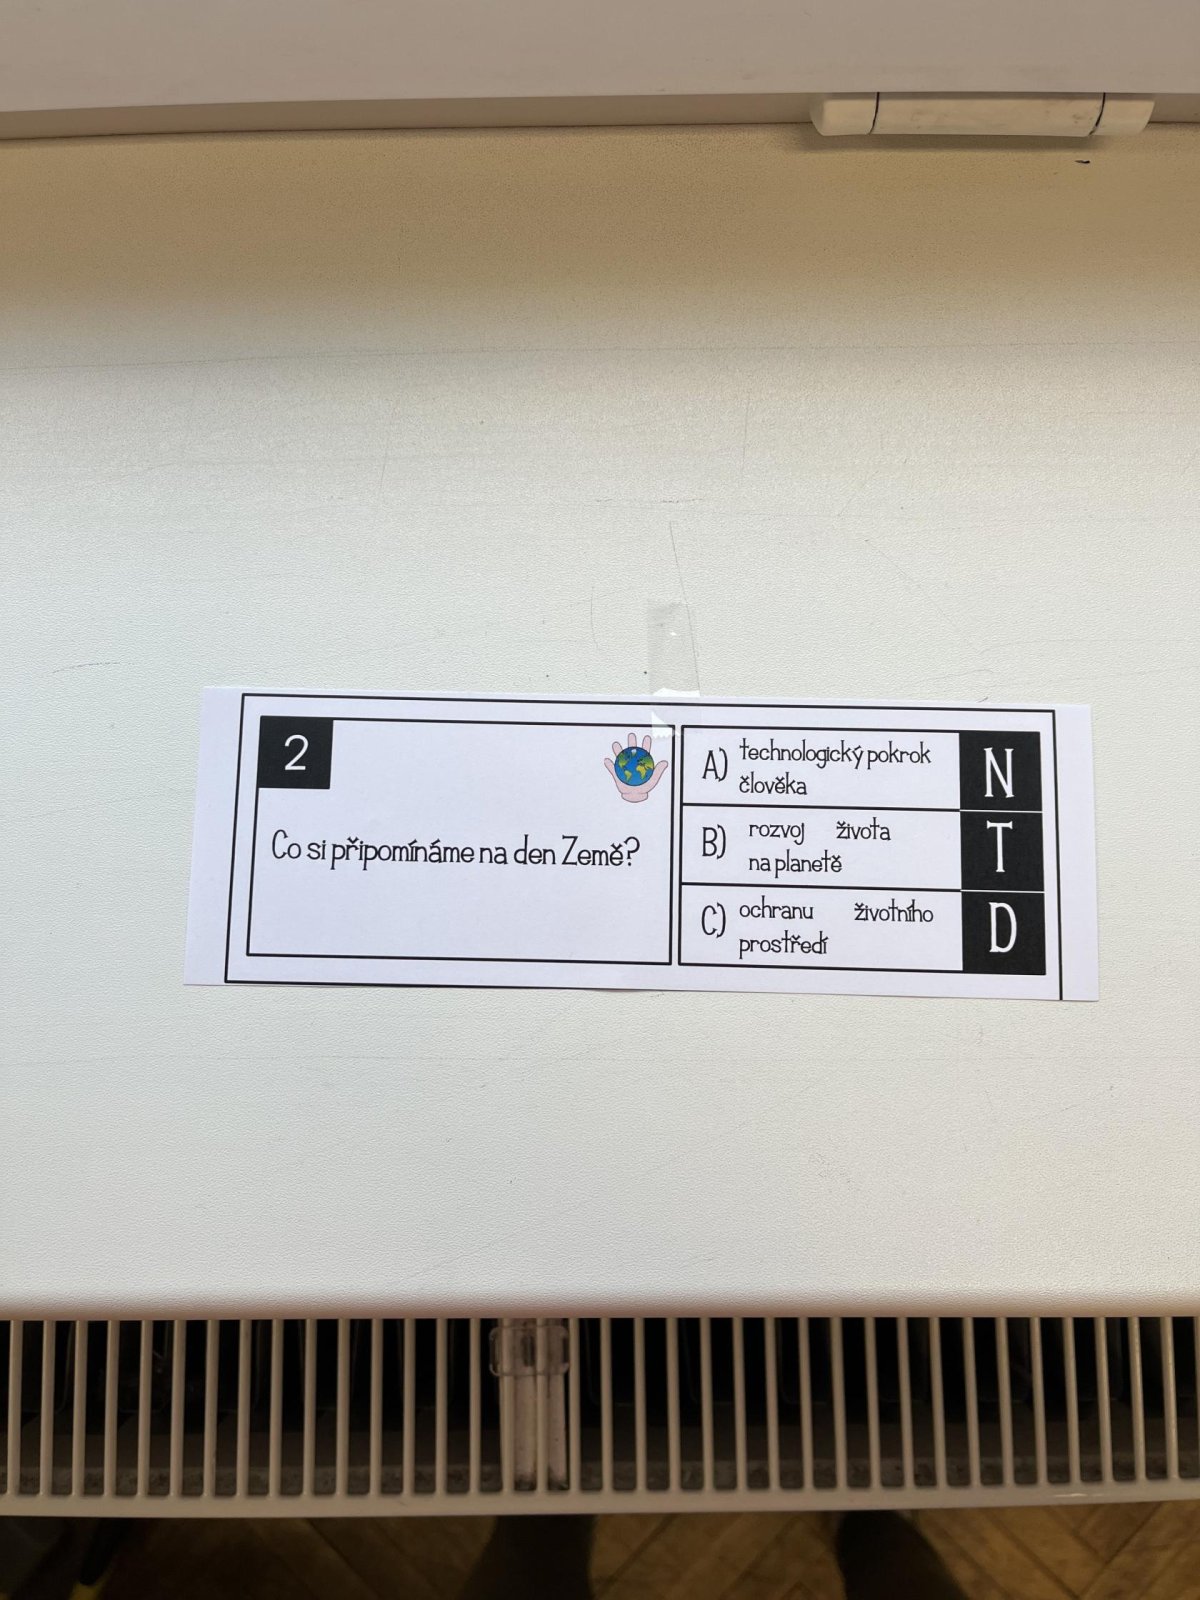 2
Co si připomínáme na den Země?
A) technologický pokrok
člověka
N
B) rozvoj života
na planetě
T
C) ochranu životního
prostředí
D